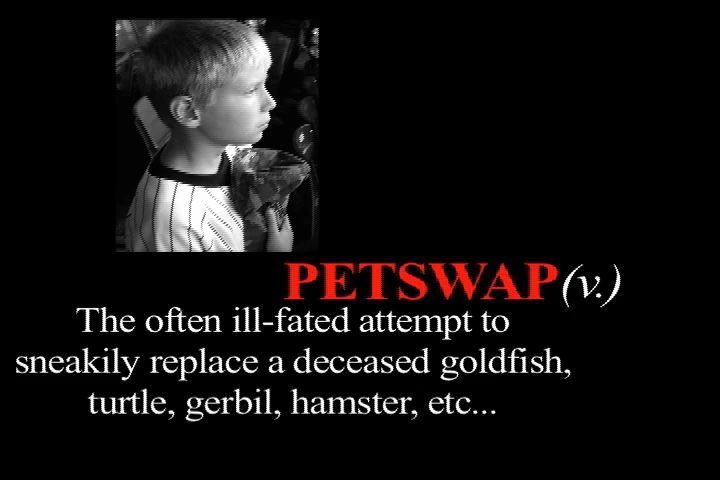 PETSWAP(v.)
The often ill-fated attempt to
sneakily replace a deceased goldfish,
turtle, gerbil, hamster, etc...